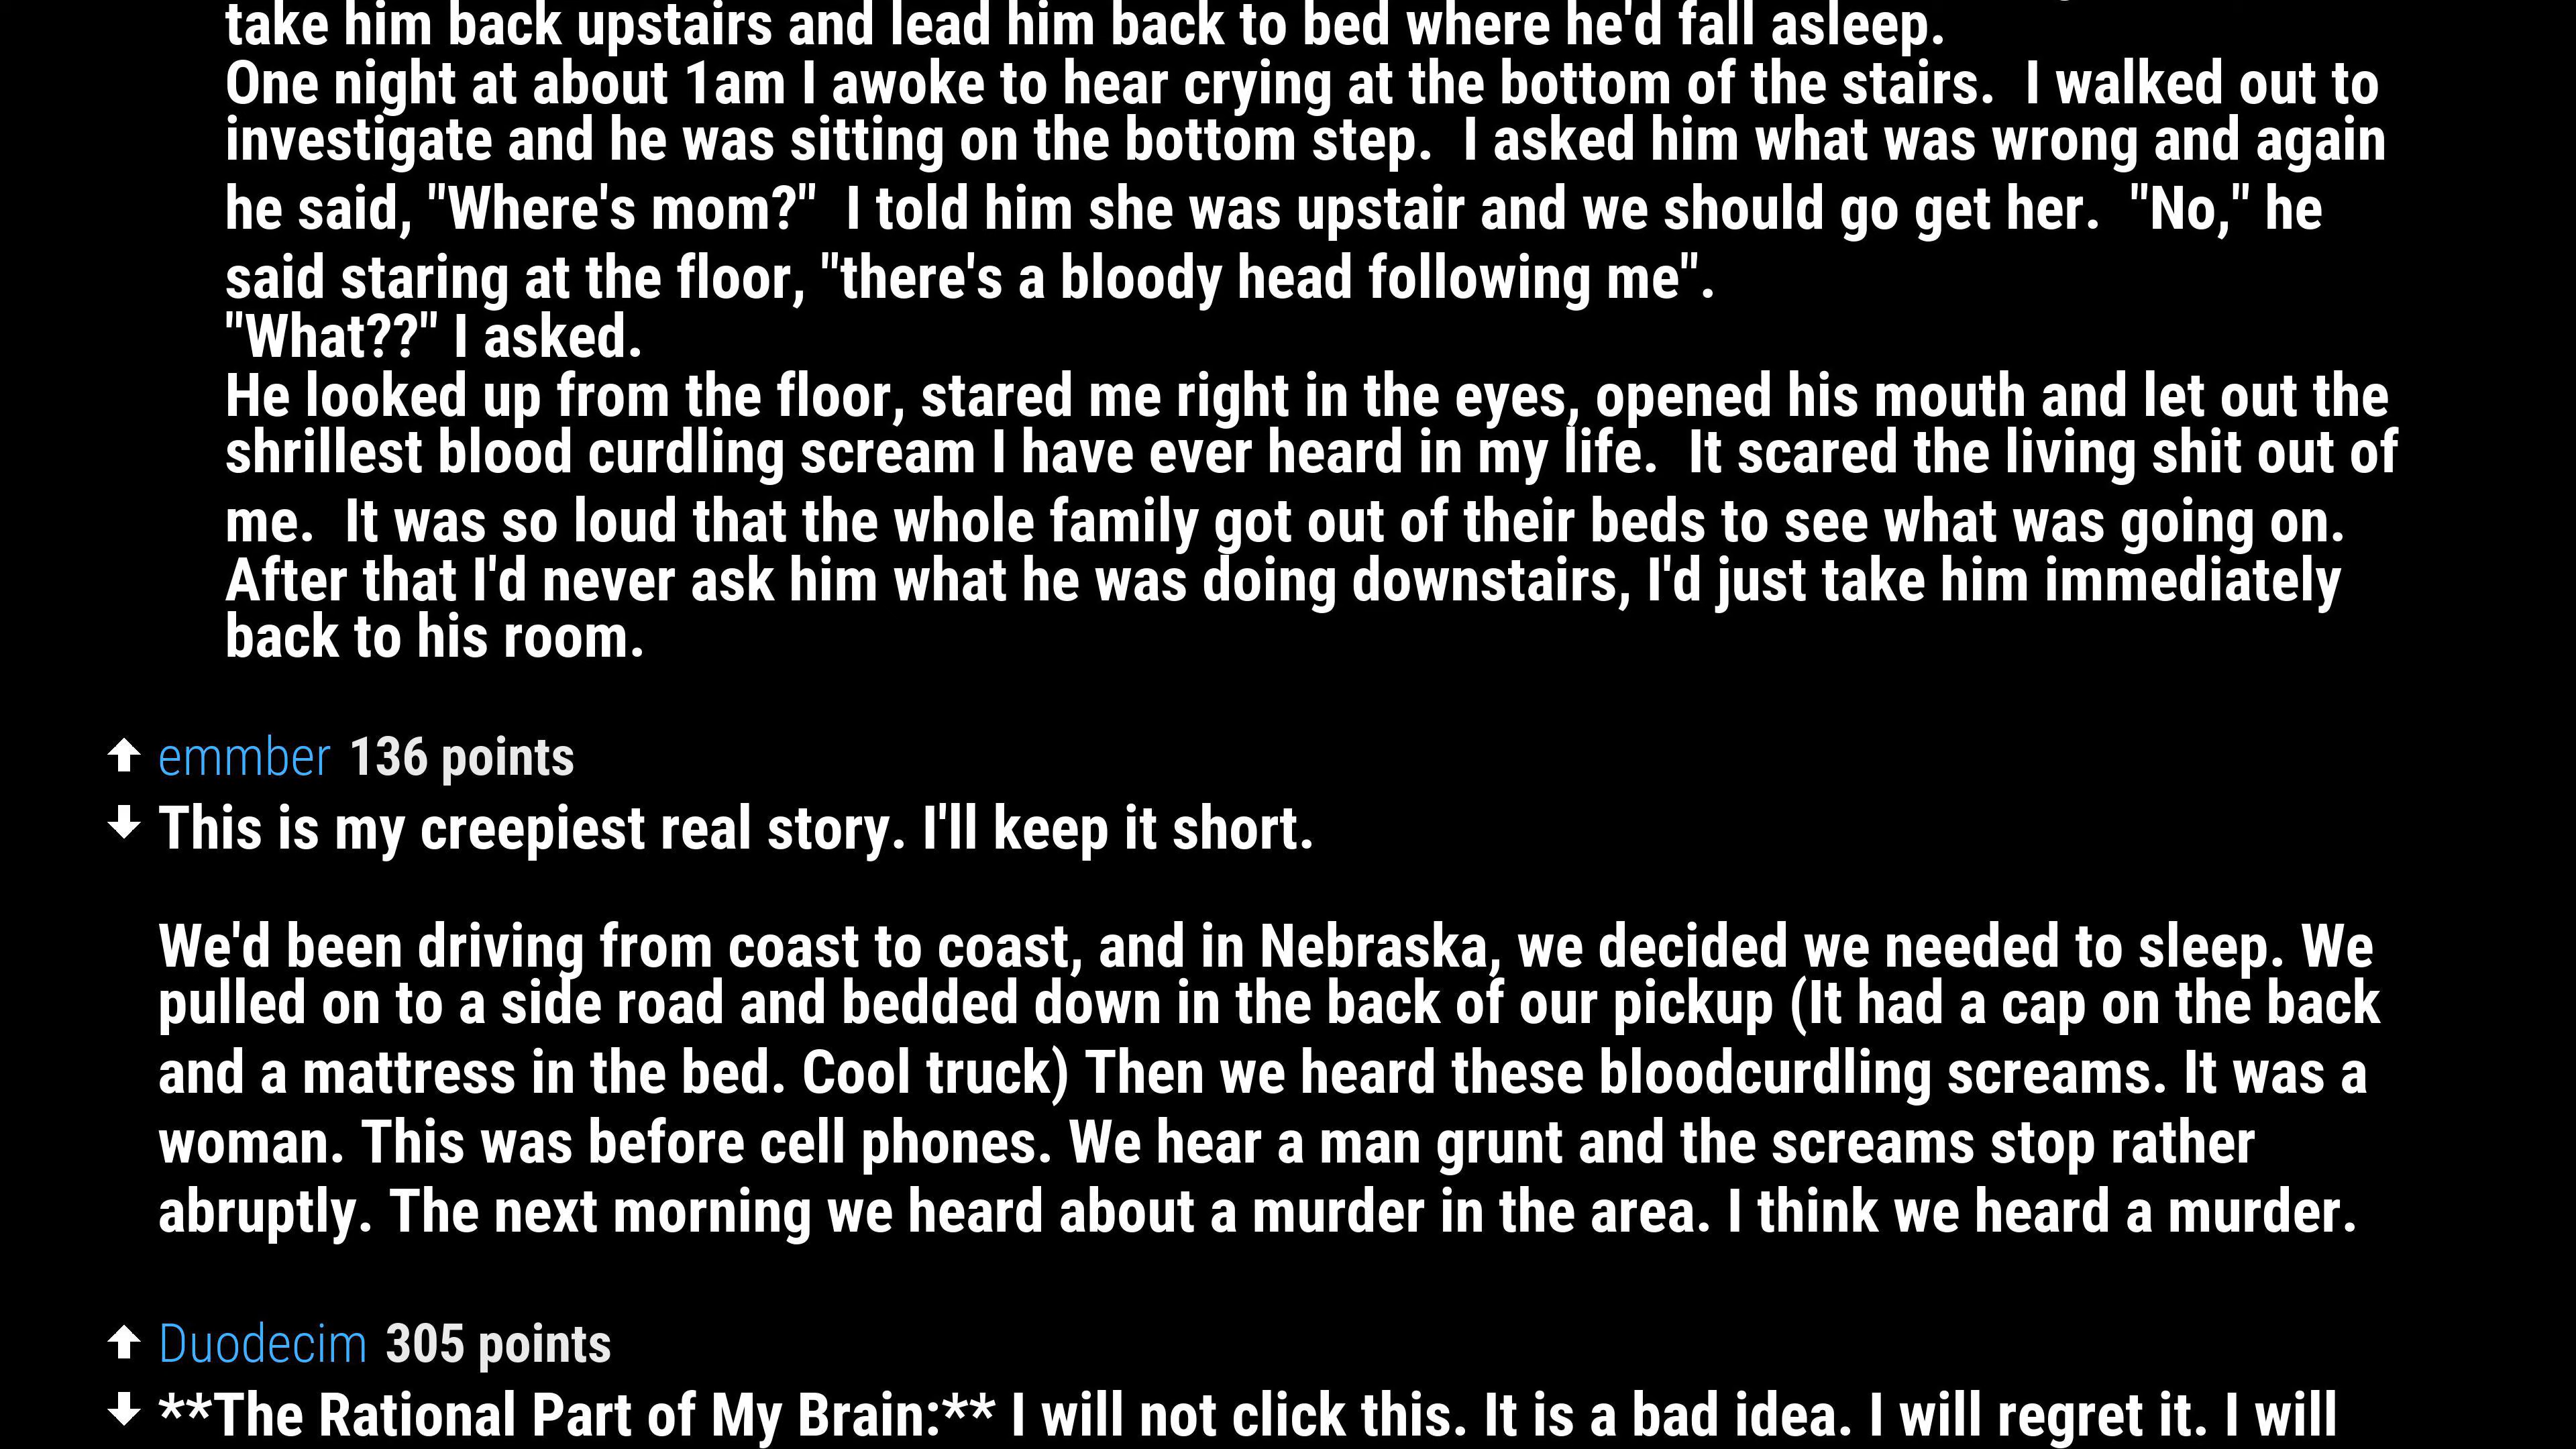 take him back upstairs and lead him back to bed where he'd fall asleep.
One night at about 1am I awoke to hear crying at the bottom of the stairs.  I walked out to
investigate and he was sitting on the bottom step.  I asked him what was wrong and again
he said, "Where's mom?"  I told him she was upstair and we should go get her.  "No," he
said staring at the floor, "there's a bloody head following me".
"What??" I asked.
He looked up from the floor, stared me right in the eyes, opened his mouth and let out the
shrillest blood curdling scream I have ever heard in my life.  It scared the living shit out of
me.  It was so loud that the whole family got out of their beds to see what was going on.
After that I'd never ask him what he was doing downstairs, I'd just take him immediately
back to his room.
emmber 136 points
This is my creepiest real story. I'll keep it short.
We'd been driving from coast to coast, and in Nebraska, we decided we needed to sleep. We
pulled on to a side road and bedded down in the back of our pickup (It had a cap on the back
and a mattress in the bed. Cool truck) Then we heard these bloodcurdling screams. It was a
woman. This was before cell phones. We hear a man grunt and the screams stop rather
abruptly. The next morning we heard about a murder in the area. I think we heard a murder.
Duodecim 305 points
**The Rational Part of My Brain:** I will not click this. It is a bad idea. I will regret it. I will